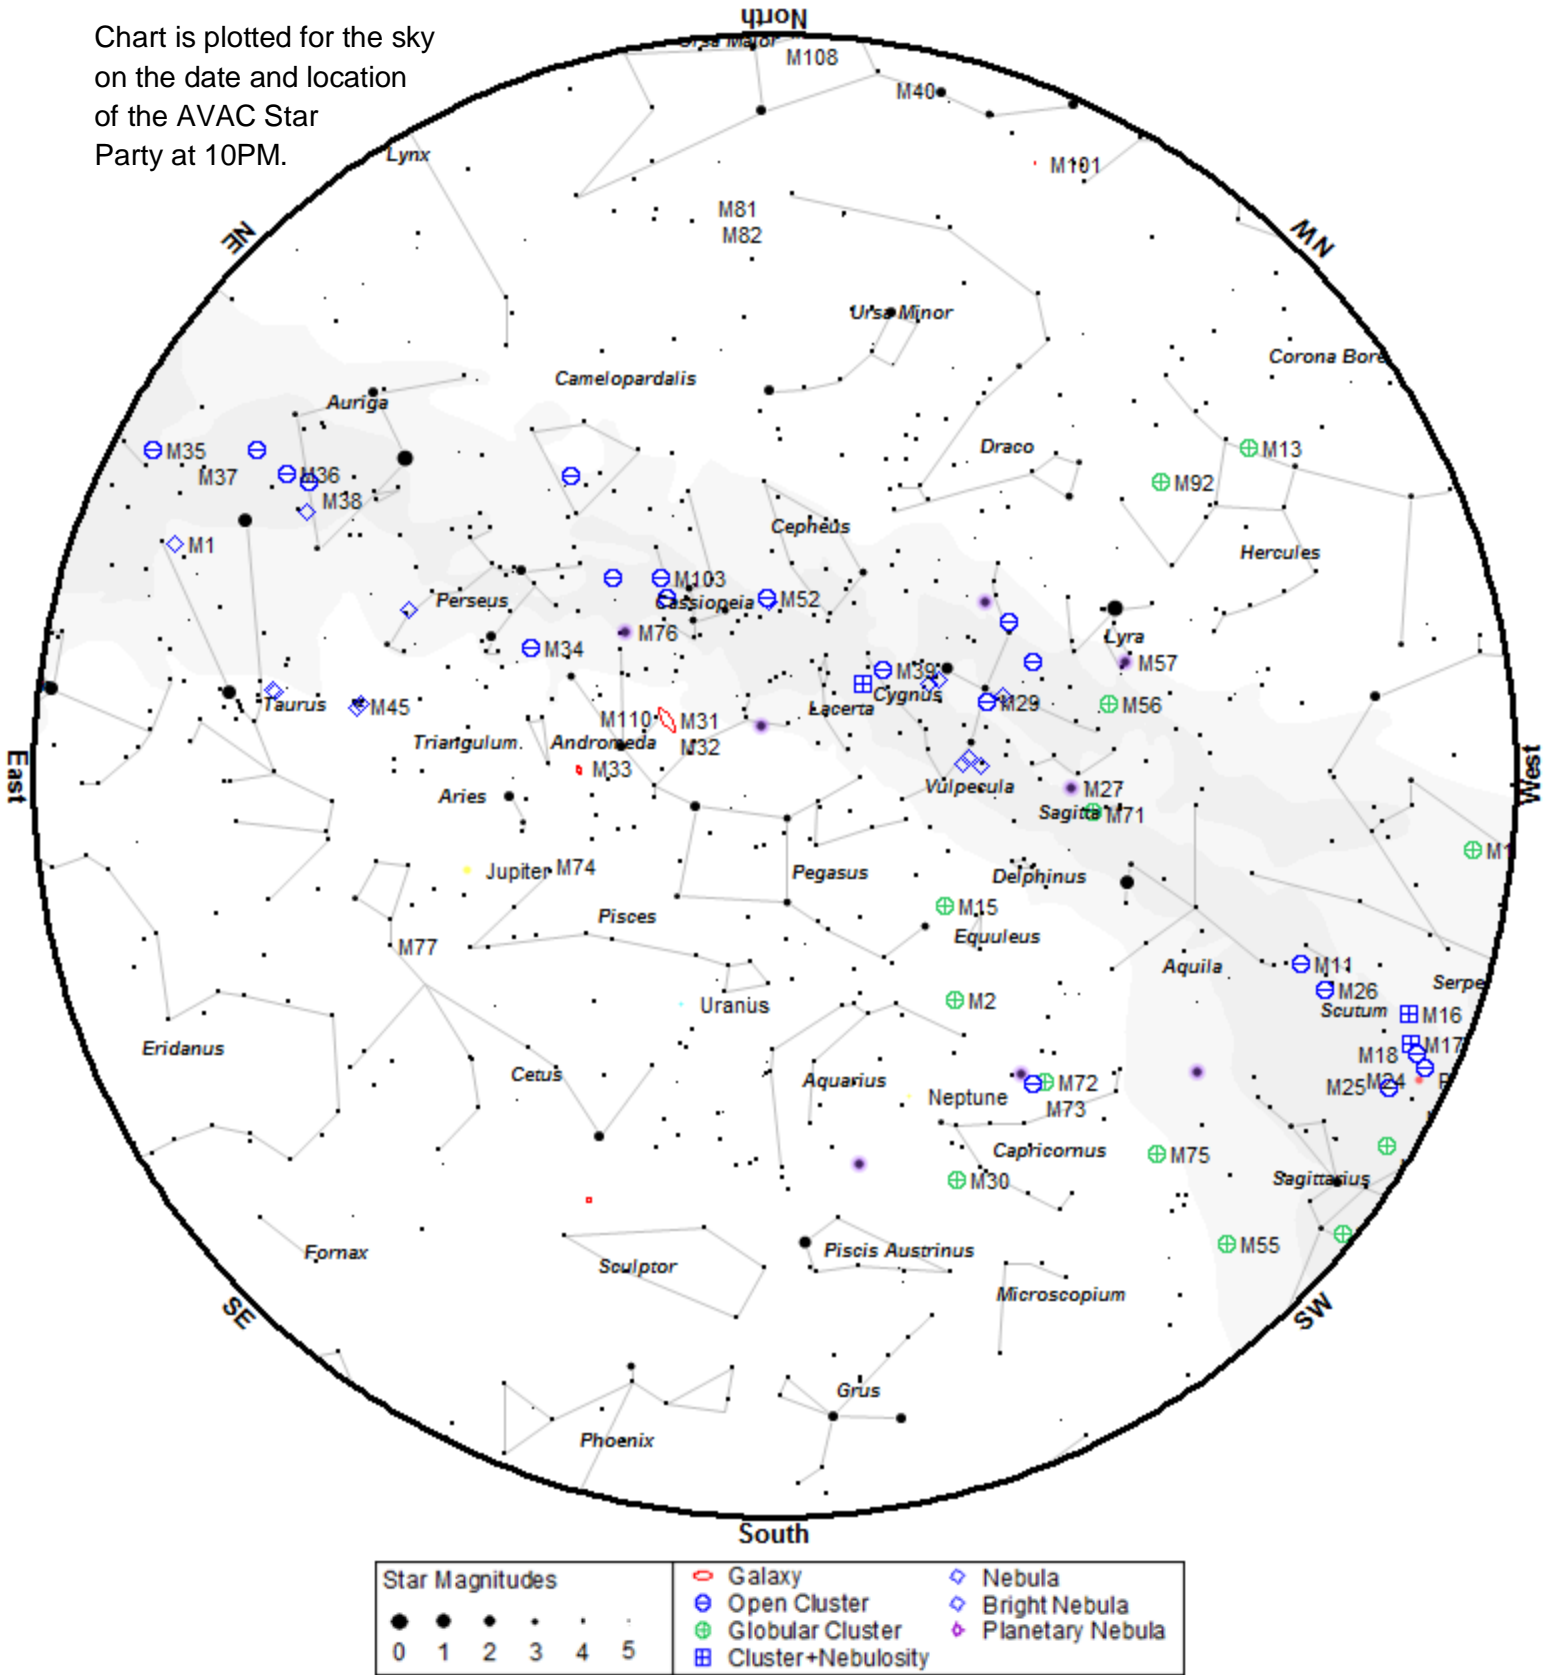 Chart is plotted for the sky
on the date and location
of the AVAC Star
Party at 10PM.
North
Ursa Major
M108
M40
Lynx
M101
M81
M82
NE
NW
Ursa Minor
Corona Bore
Camelopardalis
Auriga
Draco
M35
M13
M37
M36
M92
M38
Cepheus
M1
Hercules
M103
Perseus
Cassiopeia
M52
M76
Lyra
M34
M57
M39
Taurus
M45
Cygnus
M29
M56
Lacerta
M110
M31
Triangulum.
Andromeda
M32
East
M33
West
Vulpecula
M27
Aries
Sagitta
M71
M1
Jupiter
M74
Pegasus
Delphinus
M15
Pisces
Equuleus
M77
Aquila
M11
Serpe
M26
Uranus
M2
Scutum
M16
Eridanus
M17
M18
Cetus
Aquarius
M72
M24
P
M25
Neptune
M73
Capricornus
M75
Sagittarius
M30
Fornax
Piscis Austrinus
M55
Sculptor
Microscopium
SE
SW
Grus
Phoenix
South
Star Magnitudes
0 1 2 3 4 5
Galaxy
Open Cluster
Globular Cluster
Cluster+Nebulosity
Nebula
Bright Nebula
Planetary Nebula